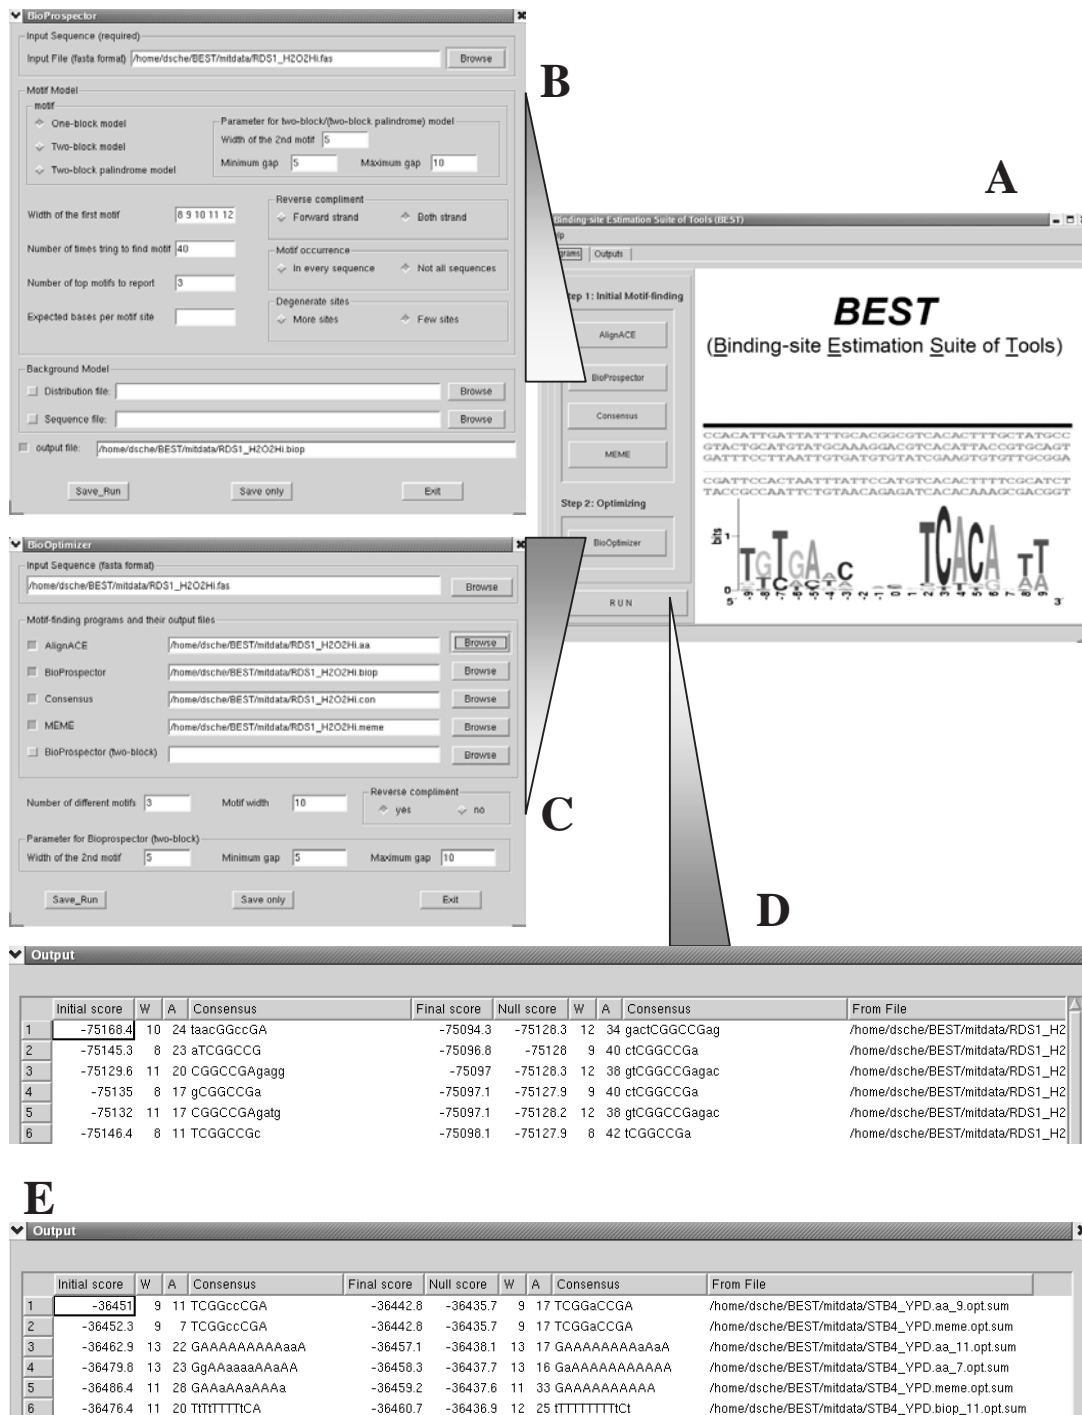 BioProspector
Input Sequence (required)
Input File (fasta format) /home/dsche/BEST/mitdata/RDS1_H2O2Hi.fas Browse
Motif Model
motif
One-block model
Two-block model
Two-block palindrome model
Parameter for two-block/(two-block palindrome) model
Width of the 2nd motif 5
Minimum gap 5 Maximum gap 10
Width of the first motif 8 9 10 11 12
Number of times tring to find motif 40
Number of top motifs to report 3
Expected bases per motif site
Reverse compliment
Forward strand Both strand
Motif occurrence
In every sequence Not all sequences
Degenerate sites
More sites Few sites
Background Model
Distribution file: Browse
Sequence file: Browse
output file: /home/dsche/BEST/mitdata/RDS1_H2O2Hi.biop
Save_Run Save only Exit
B
A
Binding-site Estimation Suite of Tools (BEST)
lp
grams Outputs
Step 1: Initial Motif-finding
AlignACE
BioProspector
Consensus
MEME
Step 2: Optimizing
BioOptimizer
RUN
BEST
(Binding-site Estimation Suite of Tools)
CCACATTGATTATTTGCACGGCGTCACACTTTGCTATGCC
GTACTGCATGTATGCAAAGGACGTCACATTACCGTGCAGT
GATTTCCTTAATTGTGATGTGTATCGAAGTGTGTTGCGGA
CGATTCCACTAATTTATTCCATGTCACACTTTTCGCATCT
TACCGCCAATTCTGTAACAGAGATCACACAAAGCGACGGT
bits
1
0
5' 3'
BioOptimizer
Input Sequence (fasta format)
/home/dsche/BEST/mitdata/RDS1_H2O2Hi.fas Browse
Motif-finding programs and their output files
AlignACE /home/dsche/BEST/mitdata/RDS1_H2O2Hi.aa Browse
BioProspector /home/dsche/BEST/mitdata/RDS1_H2O2Hi.biop Browse
Consensus /home/dsche/BEST/mitdata/RDS1_H2O2Hi.con Browse
MEME /home/dsche/BEST/mitdata/RDS1_H2O2Hi.meme Browse
BioProspector (two-block) Browse
Number of different motifs 3 Motif width 10
Reverse compliment
yes no
Parameter for Bioprospector (two-block)
Width of the 2nd motif 5 Minimum gap 5 Maximum gap 10
Save_Run Save only Exit
C
D
Output
Initial score W A Consensus Final score Null score W A Consensus From File
1 -75168.4 10 24 taacGGccGA -75094.3 -75128.3 12 34 gactCGGCCGag /home/dsche/BEST/mitdata/RDS1_H2
2 -75145.3 8 23 aTCGGCCG -75096.8 -75128 9 40 ctCGGCCGa /home/dsche/BEST/mitdata/RDS1_H2
3 -75129.6 11 20 CGGCCGAgagg -75097 -75128.3 12 38 gtCGGCCGagac /home/dsche/BEST/mitdata/RDS1_H2
4 -75135 8 17 gCGGCCGa -75097.1 -75127.9 9 40 ctCGGCCGa /home/dsche/BEST/mitdata/RDS1_H2
5 -75132 11 17 CGGCCGAgatg -75097.1 -75128.2 12 38 gtCGGCCGagac /home/dsche/BEST/mitdata/RDS1_H2
6 -75146.4 8 11 TCGGCCGc -75098.1 -75127.9 8 42 tCGGCCGa /home/dsche/BEST/mitdata/RDS1_H2
E
Output
Initial score W A Consensus Final score Null score W A Consensus From File
1 -36451 9 11 TCGGccCGA -36442.8 -36435.7 9 17 TCGGaCCGA /home/dsche/BEST/mitdata/STB4_YPD.aa_9.opt.sum
2 -36452.3 9 7 TCGGccCGA -36442.8 -36435.7 9 17 TCGGaCCGA /home/dsche/BEST/mitdata/STB4_YPD.meme.opt.sum
3 -36462.9 13 22 GAAAAAAAAAaaA -36457.1 -36438.1 13 17 GAAAAAAAAaAaA /home/dsche/BEST/mitdata/STB4_YPD.aa_11.opt.sum
4 -36479.8 13 23 GgAAaaaaAAaAA -36458.3 -36437.7 13 16 GaAAAAAAAAAAA /home/dsche/BEST/mitdata/STB4_YPD.aa_7.opt.sum
5 -36486.4 11 28 GAAaAAaAAAa -36459.2 -36437.6 11 33 GAAAAAAAAAA /home/dsche/BEST/mitdata/STB4_YPD.meme.opt.sum
6 -36476.4 11 20 TtTtTTTTtCA -36460.7 -36436.9 12 25 tTTTTTTTTtCt /home/dsche/BEST/mitdata/STB4_YPD.biop_11.opt.sum